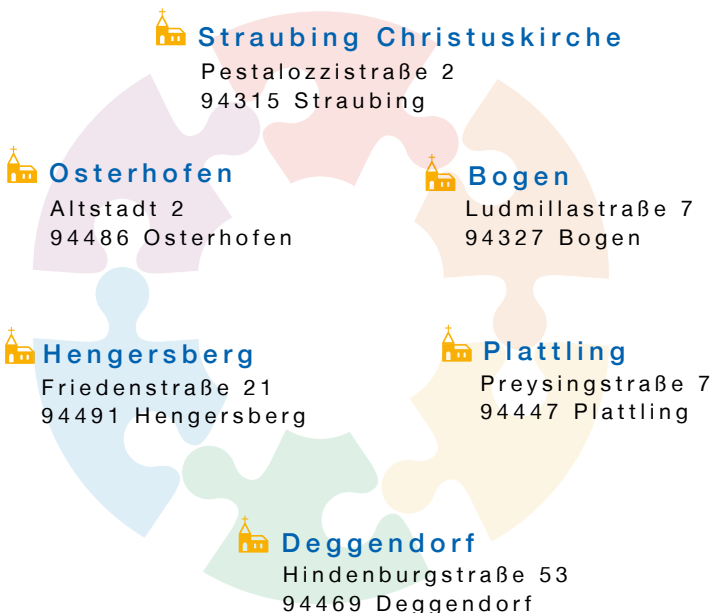 Straubing Christuskirche
Pestalozzistraße 2
94315 Straubing
Osterhofen
Altstadt 2
94486 Osterhofen
Bogen
Ludmillastraße 7
94327 Bogen
Hengersberg
Friedenstraße 21
94491 Hengersberg
Plattling
Preysingstraße 7
94447 Plattling
Deggendorf
Hindenburgstraße 53
94469 Deggendorf